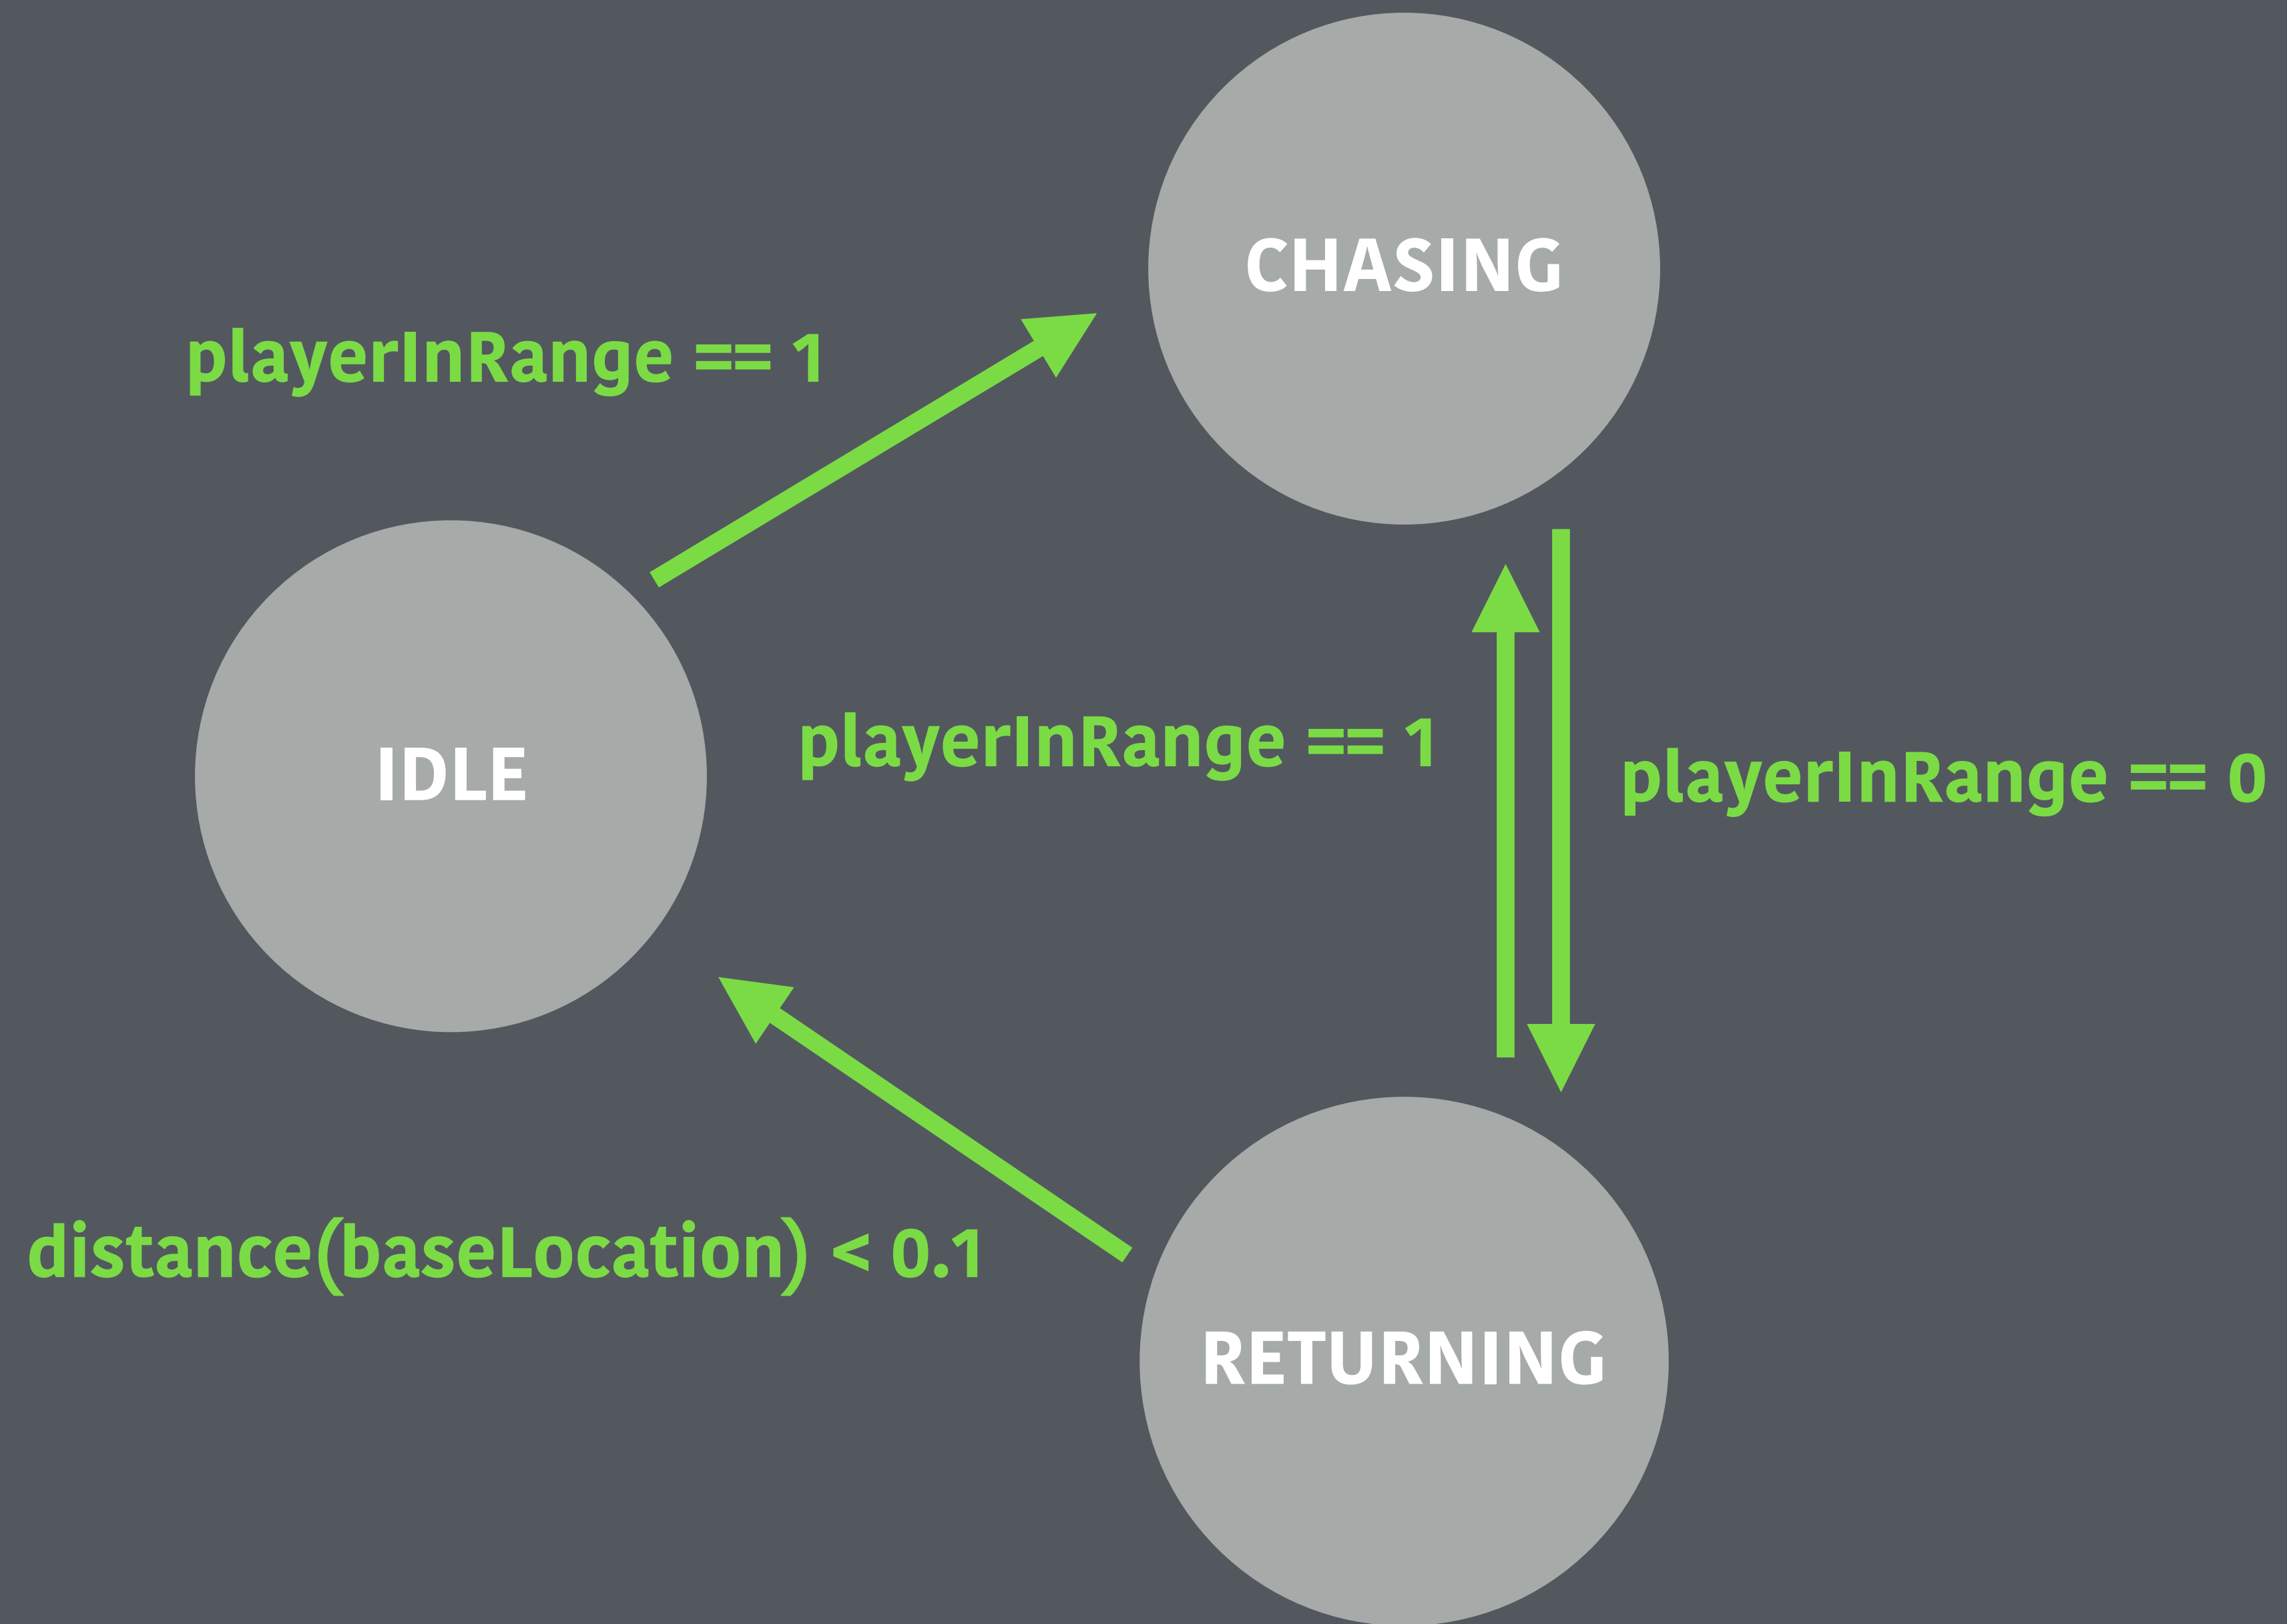 CHASING
playerInRange == 1
IDLE
playerInRange == 1
playerInRange == 0
distance(baseLocation) < 0.1
RETURNING